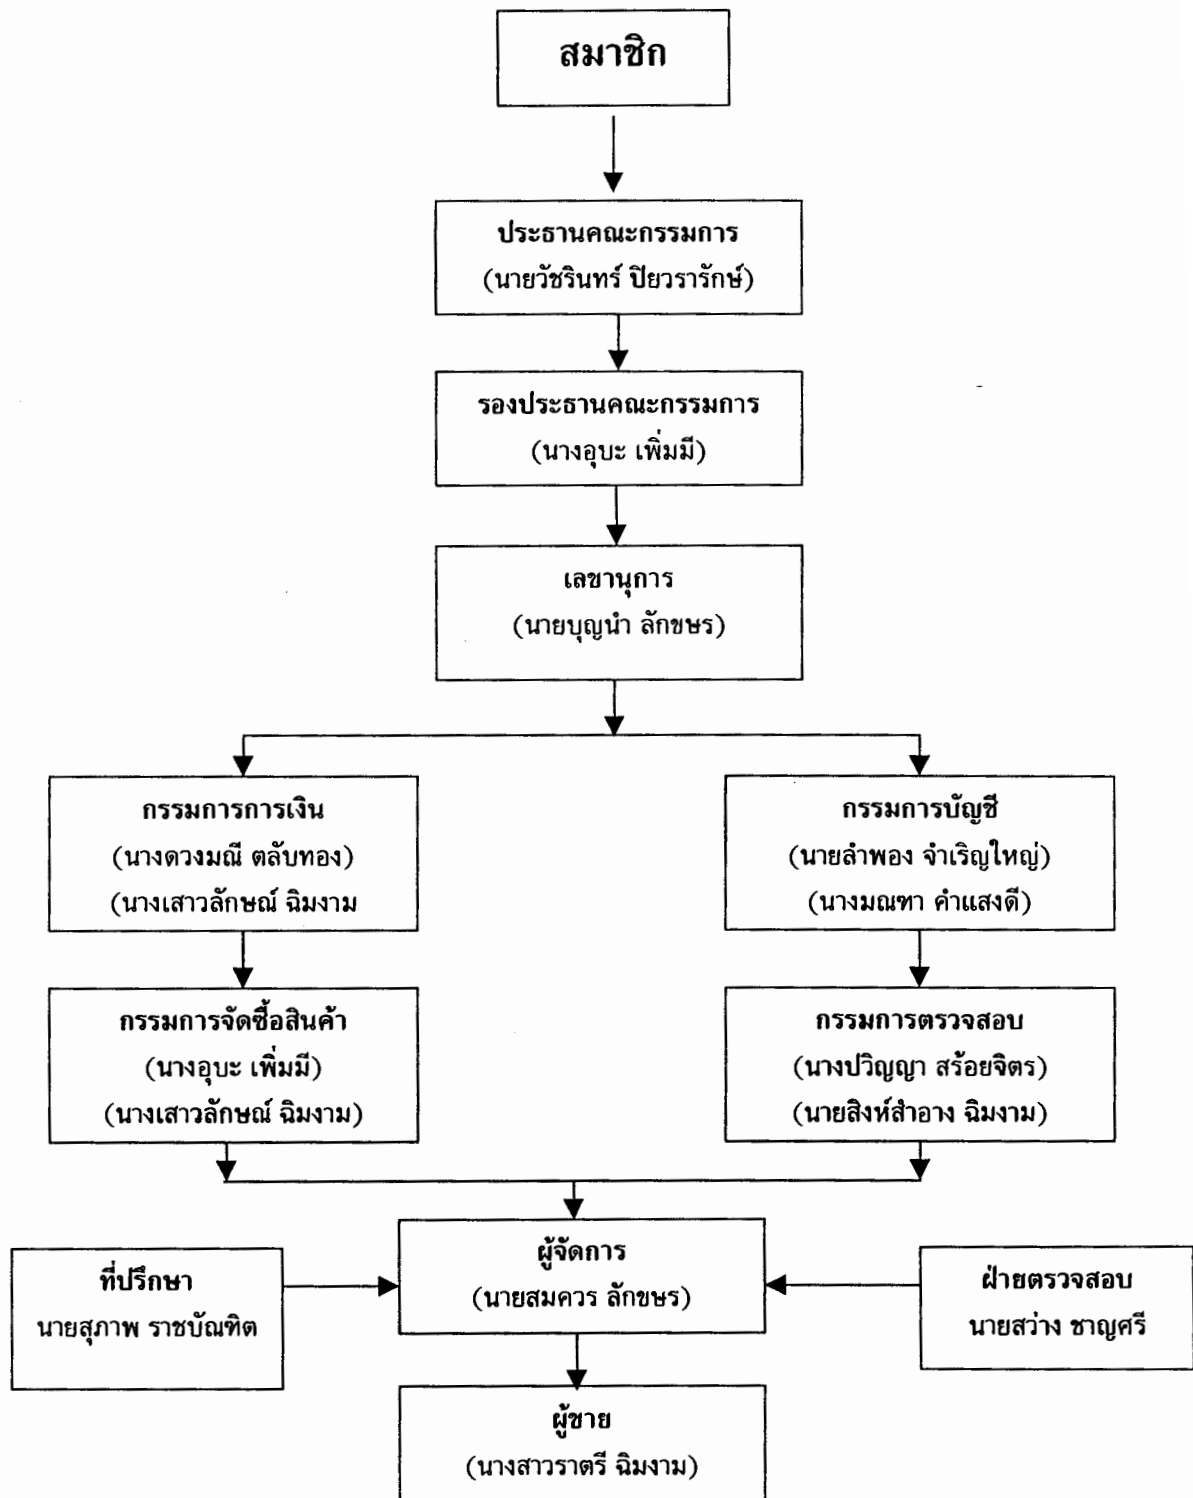 สมาชิก
ประธานคณะกรรมการ
(นายวัชรินทร์ ปิยวรารักษ์)
รองประธานคณะกรรมการ
(นางอุบะ เพิ่มมี)
เลขานุการ
(นายบุญนำ ลักขษร)
กรรมการการเงิน
(นางดวงมณี ตลับทอง)
(นางเสาวลักษณ์ ฉิมงาม
กรรมการบัญชี
(นายลำพอง จำเริญใหญ่)
(นางมณฑา คำแสงดี)
กรรมการจัดซื้อสินค้า
(นางอุบะ เพิ่มมี)
(นางเสาวลักษณ์ ฉิมงาม)
กรรมการตรวจสอบ
(นางปวิญญา สร้อยจิตร)
(นายสิงห์สำอาง ฉิมงาม)
ผู้จัดการ
(นายสมควร ลักขษร)
ที่ปรึกษา
นายสุภาพ ราชบัณฑิต
ฝ่ายตรวจสอบ
นายสว่าง ชาญศรี
ผู้ชาย
(นางสาวราตรี ฉิมงาม)